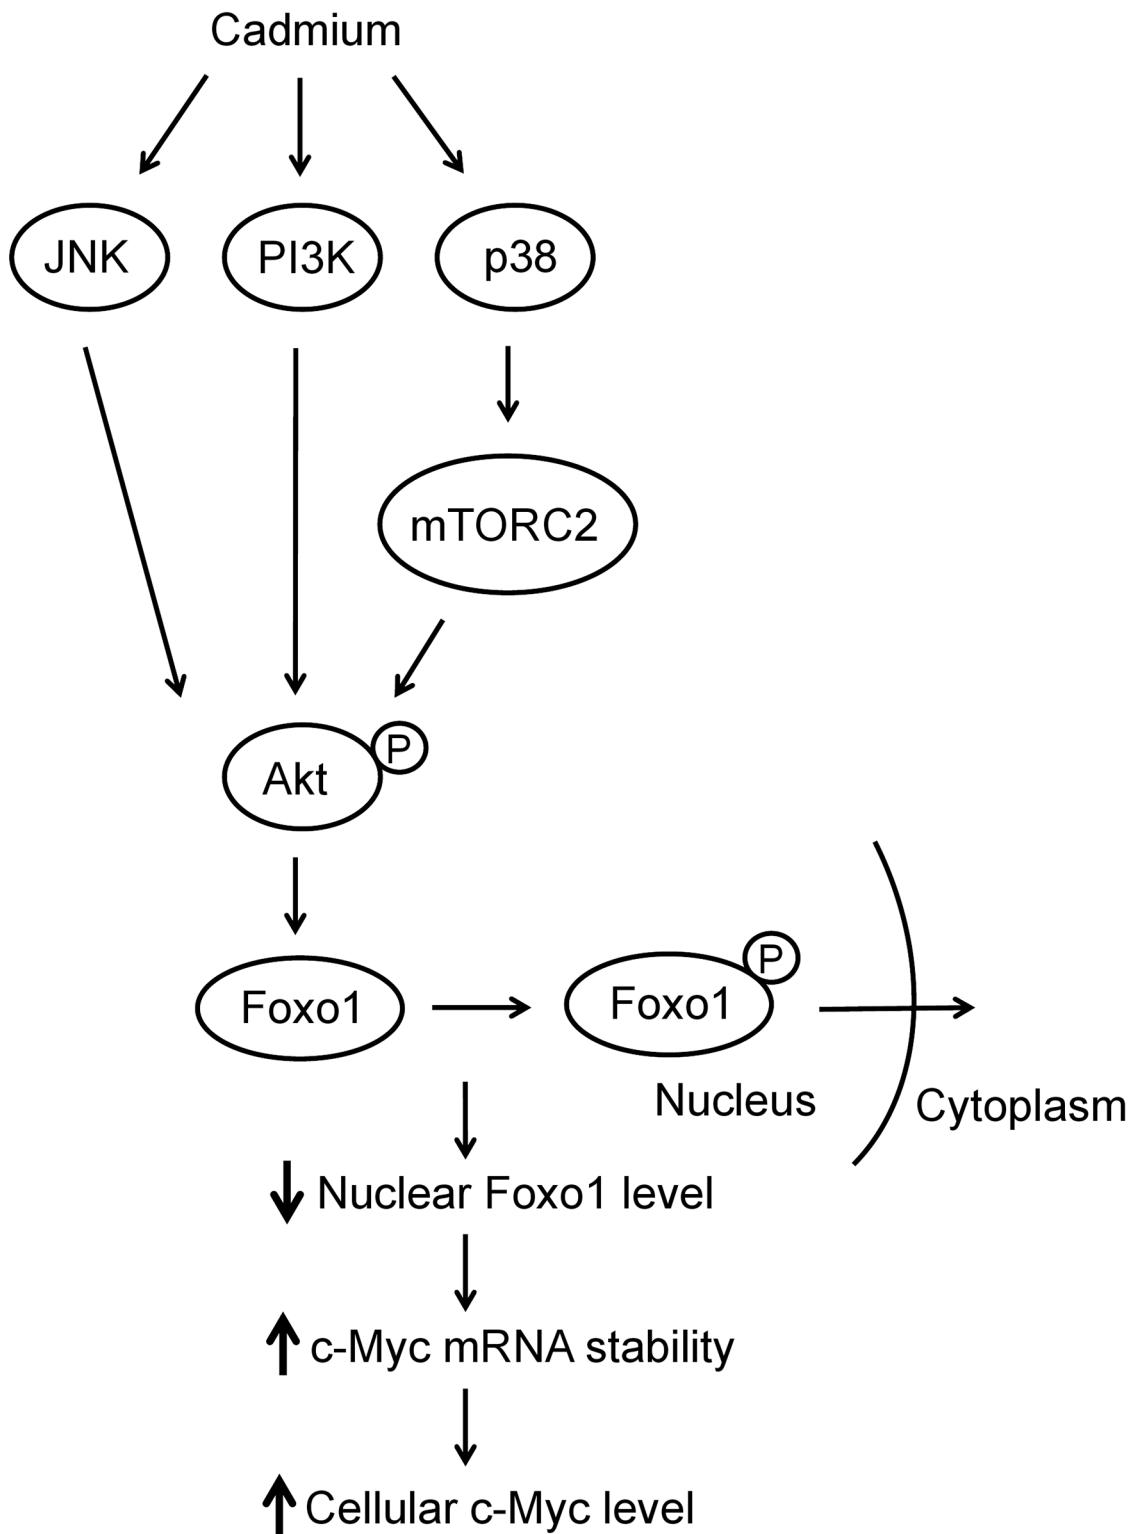 Cadmium
JNK
PI3K
p38
mTORC2
Akt
P
Foxo1
Foxo1
P
Nucleus
Cytoplasm
Nuclear Foxo1 level
c-Myc mRNA stability
Cellular c-Myc level